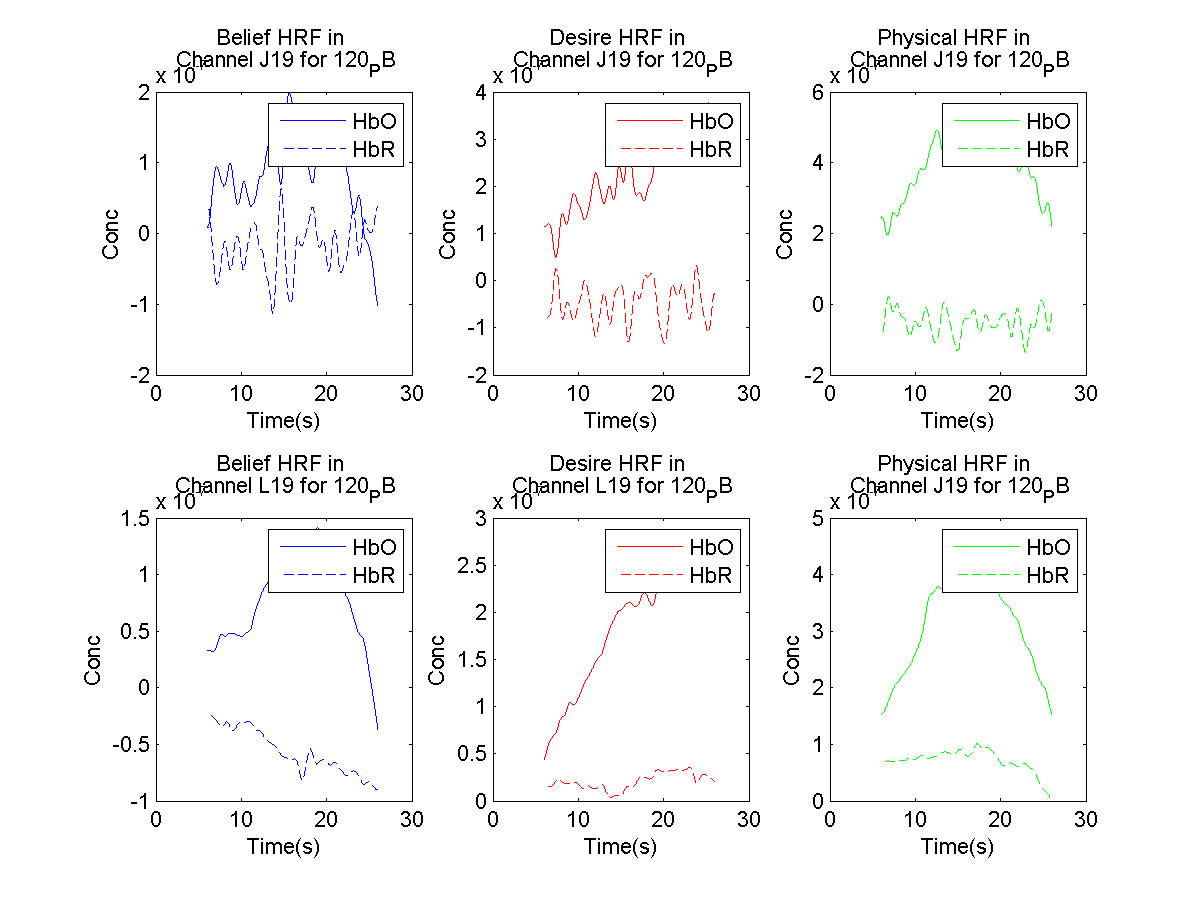 Belief HRF in
Channel J19 for 120PB
x 10
2
1
0
-1
-2
0 10 20 30
Conc
Time(s)
HbO
HbR
Desire HRF in
Channel J19 for 120PB
x 10
4
3
2
1
0
-1
-2
0 10 20 30
Time(s)
HbO
HbR
Physical HRF in
Channel J19 for 120PB
x 10
6
4
2
0
-2
0 10 20 30
Conc
Time(s)
HbO
HbR
Belief HRF in
Channel L19 for 120PB
x 10
1.5
1
0.5
0
-0.5
-1
0 10 20 30
Conc
Time(s)
HbO
HbR
Desire HRF in
Channel L19 for 120PB
x 10
3
2.5
2
1.5
1
0.5
0
0 10 20 30
Conc
Time(s)
HbO
HbR
Physical HRF in
Channel J19 for 120PB
x 10
5
4
3
2
1
0
0 10 20 30
Conc
Time(s)
HbO
HbR